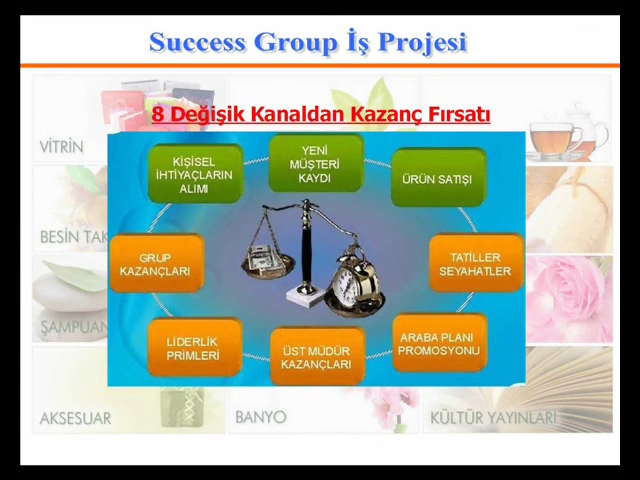 Success Group İş Projesi
8 Değişik Kanaldan Kazanç Fırsatı
VİTRİN
YENİ
MÜŞTERİ
KAYDI
KİŞİSEL
İHTİYAÇLARIN
ALIMI
ÜRÜN SATIŞI
BESİN TAK
GRUP
KAZANÇLARI
TATİLLER
SEYAHATLER
ŞAMPUAN
LİDERLİK
PRİMLERİ
ÜST MÜDÜR
KAZANÇLARI
ARABA PLANI
PROMOSYONU
AKSESUAR
BANYO
KÜLTÜR YAYINLARI